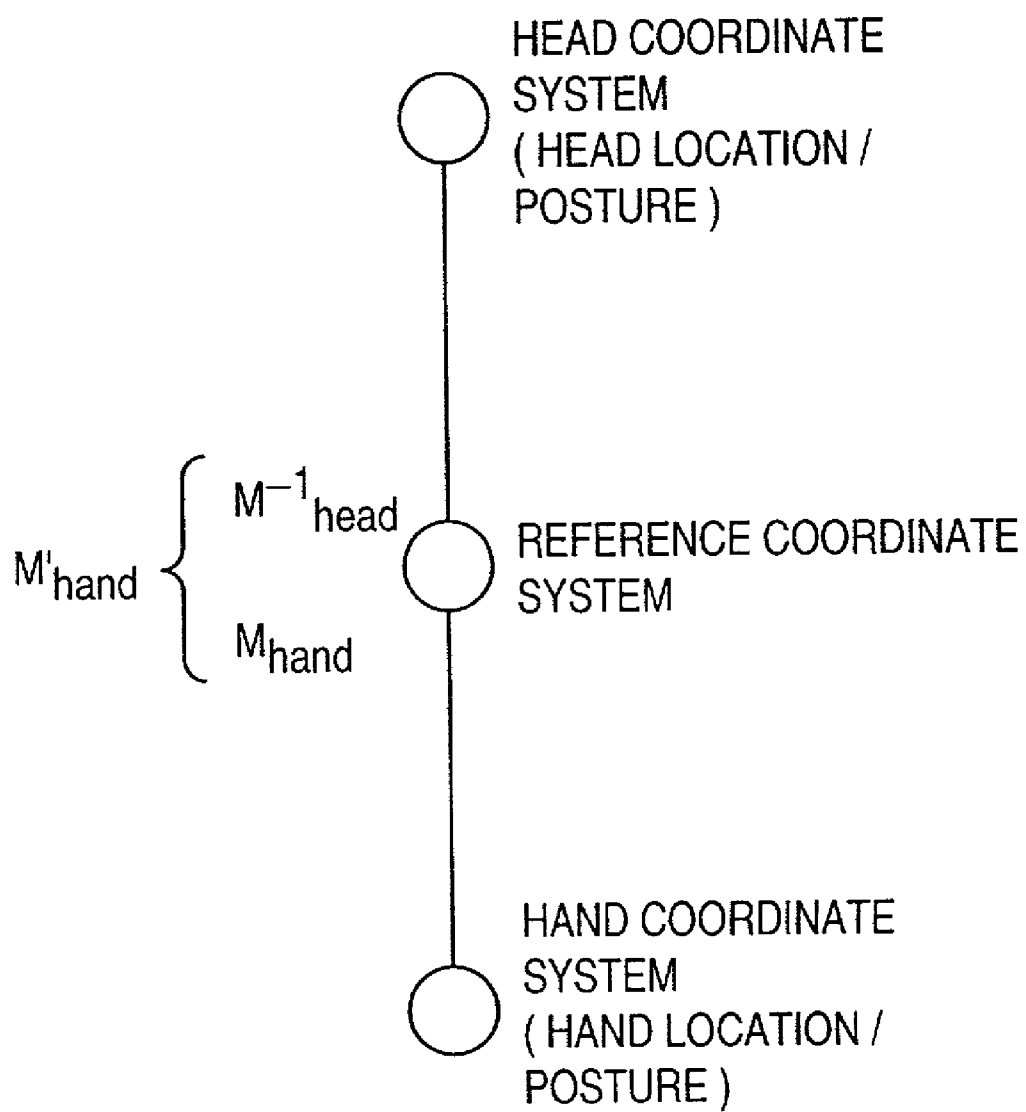 HEAD COORDINATE
SYSTEM
( HEAD LOCATION /
POSTURE )
M⁻¹head
M'hand
REFERENCE COORDINATE
SYSTEM
Mhand
HAND COORDINATE
SYSTEM
( HAND LOCATION /
POSTURE )